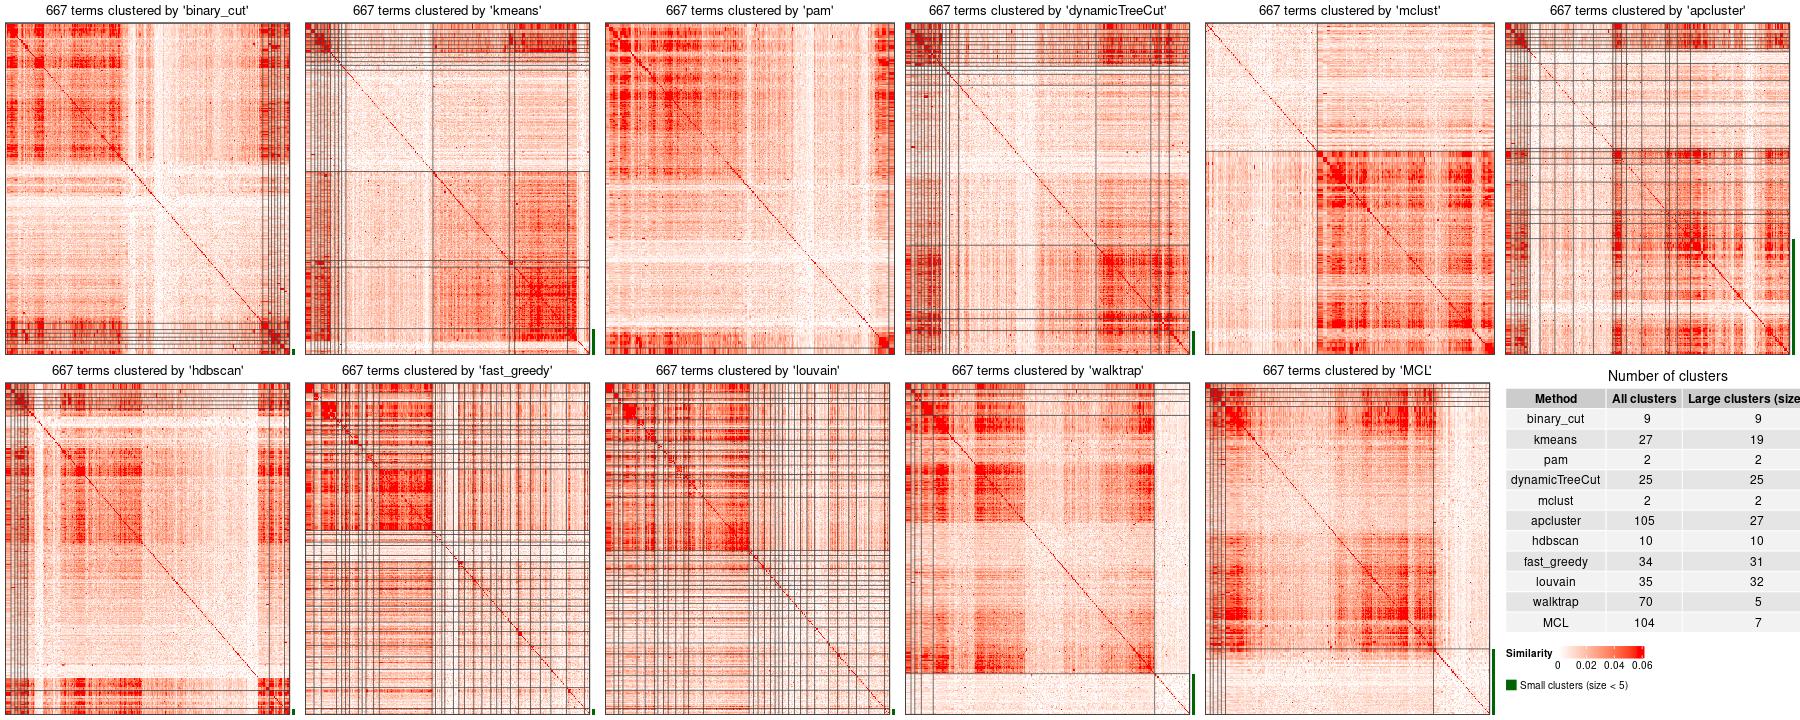 667 terms clustered by 'binary_cut'
667 terms clustered by 'kmeans'
667 terms clustered by 'pam'
667 terms clustered by 'dynamicTreeCut'
667 terms clustered by 'mclust'
667 terms clustered by 'apcluster'
667 terms clustered by 'hdbscan'
667 terms clustered by 'fast_greedy'
667 terms clustered by 'louvain'
667 terms clustered by 'walktrap'
667 terms clustered by 'MCL'
Number of clusters
Method All clusters Large clusters (size
binary_cut 9 9
kmeans 27 19
pam 2 2
dynamicTreeCut 25 25
mclust 2 2
apcluster 105 27
hdbscan 10 10
fast_greedy 34 31
louvain 35 32
walktrap 70 5
MCL 104 7
Similarity
0 0.02 0.04 0.06
Small clusters (size < 5)